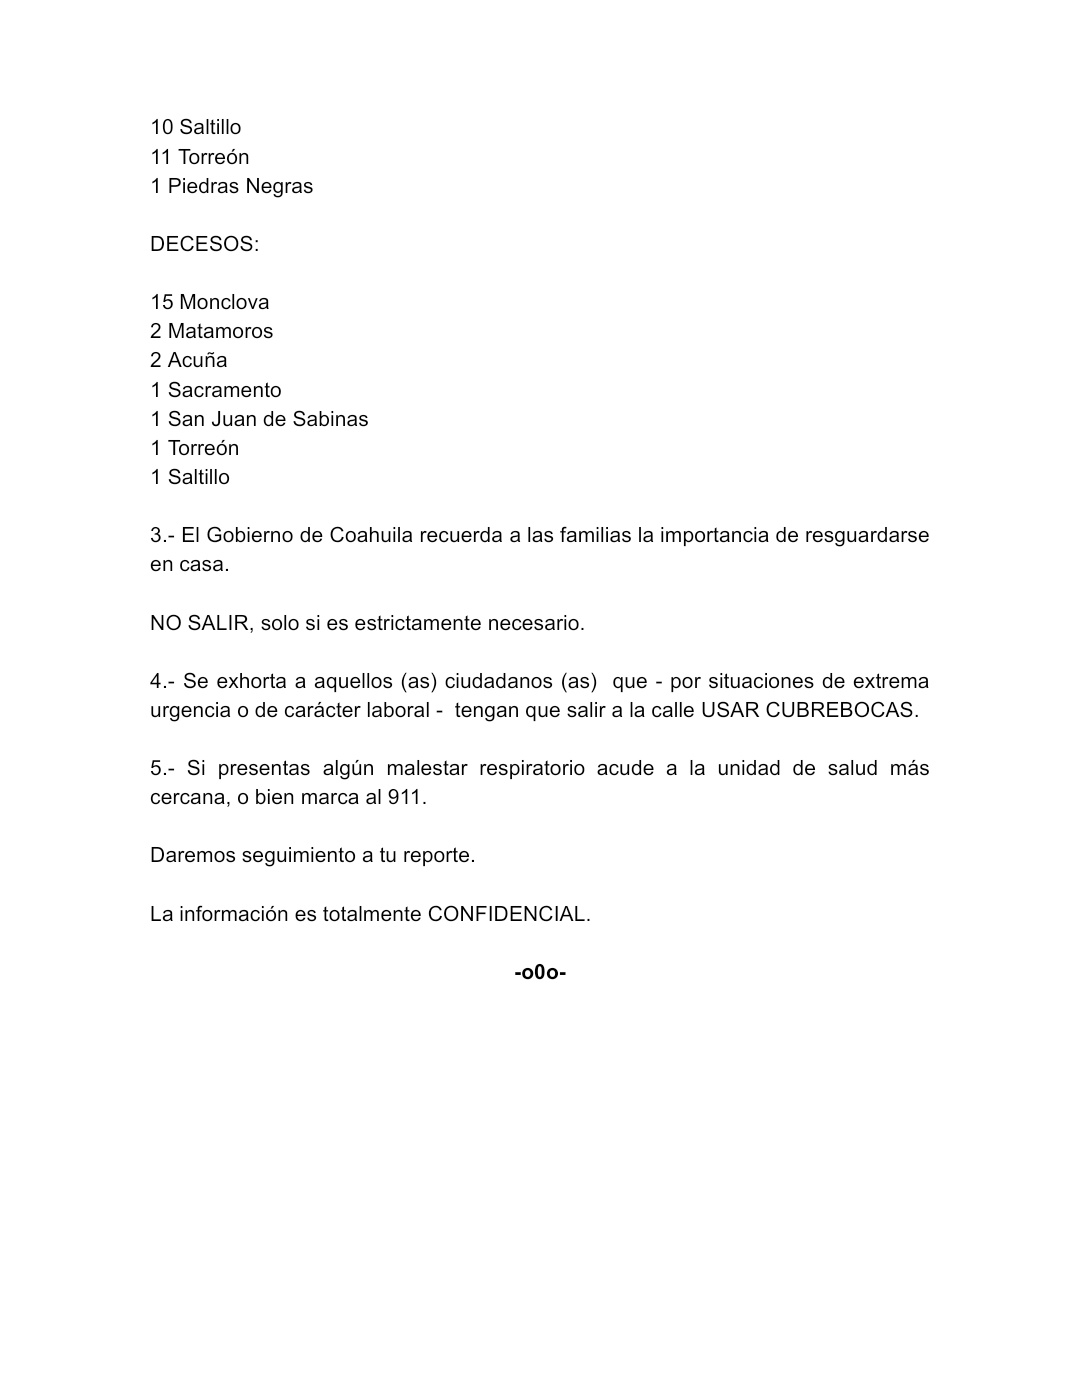 10 Saltillo
11 Torreón
1 Piedras Negras
DECESOS:
15 Monclova
2 Matamoros
2 Acuña
1 Sacramento
1 San Juan de Sabinas
1 Torreón
1 Saltillo
3.- El Gobierno de Coahuila recuerda a las familias la importancia de resguardarse
en casa.
NO SALIR, solo si es estrictamente necesario.
4.- Se exhorta a aquellos (as) ciudadanos (as)  que - por situaciones de extrema
urgencia o de carácter laboral -  tengan que salir a la calle USAR CUBREBOCAS.
5.- Si presentas algún malestar respiratorio acude a la unidad de salud más
cercana, o bien marca al 911.
Daremos seguimiento a tu reporte.
La información es totalmente CONFIDENCIAL.
-o0o-